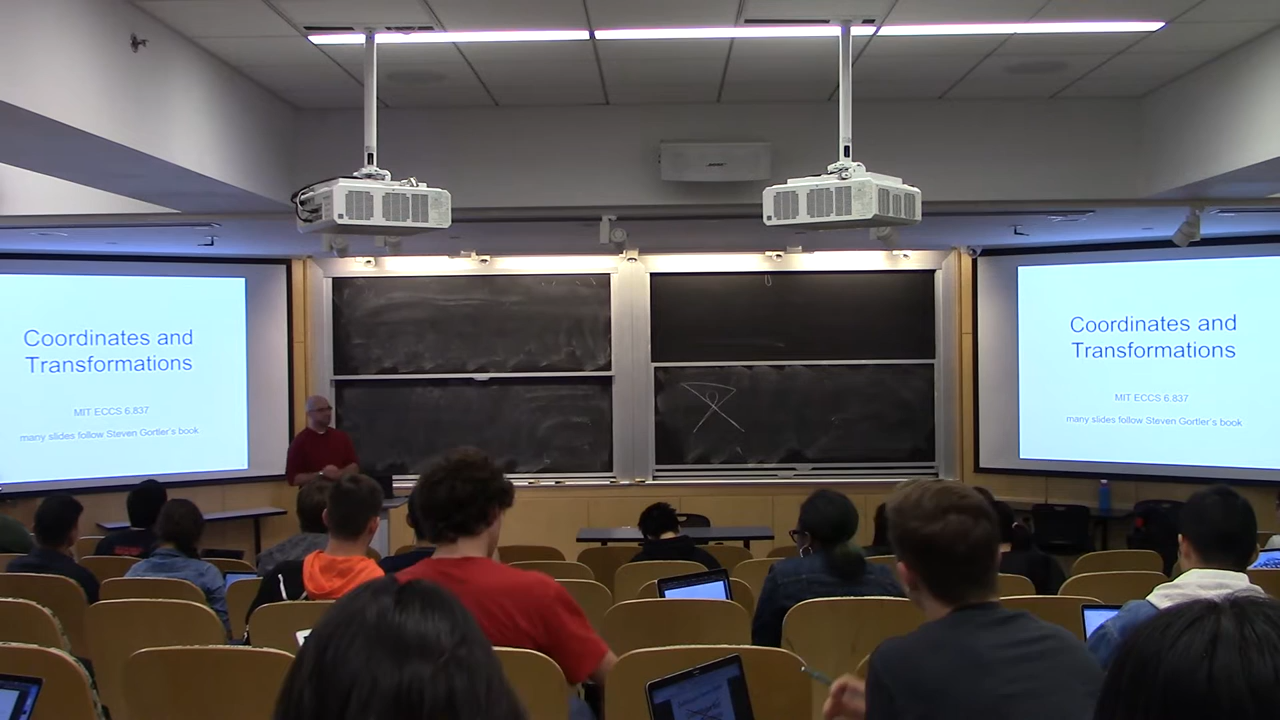 Coordinates and
Transformations
MIT ECCS 6.837
many slides follow Steven Gortler's book
Coordinates and
Transformations
MIT ECCS 6.837
many slides follow Steven Gortler's book